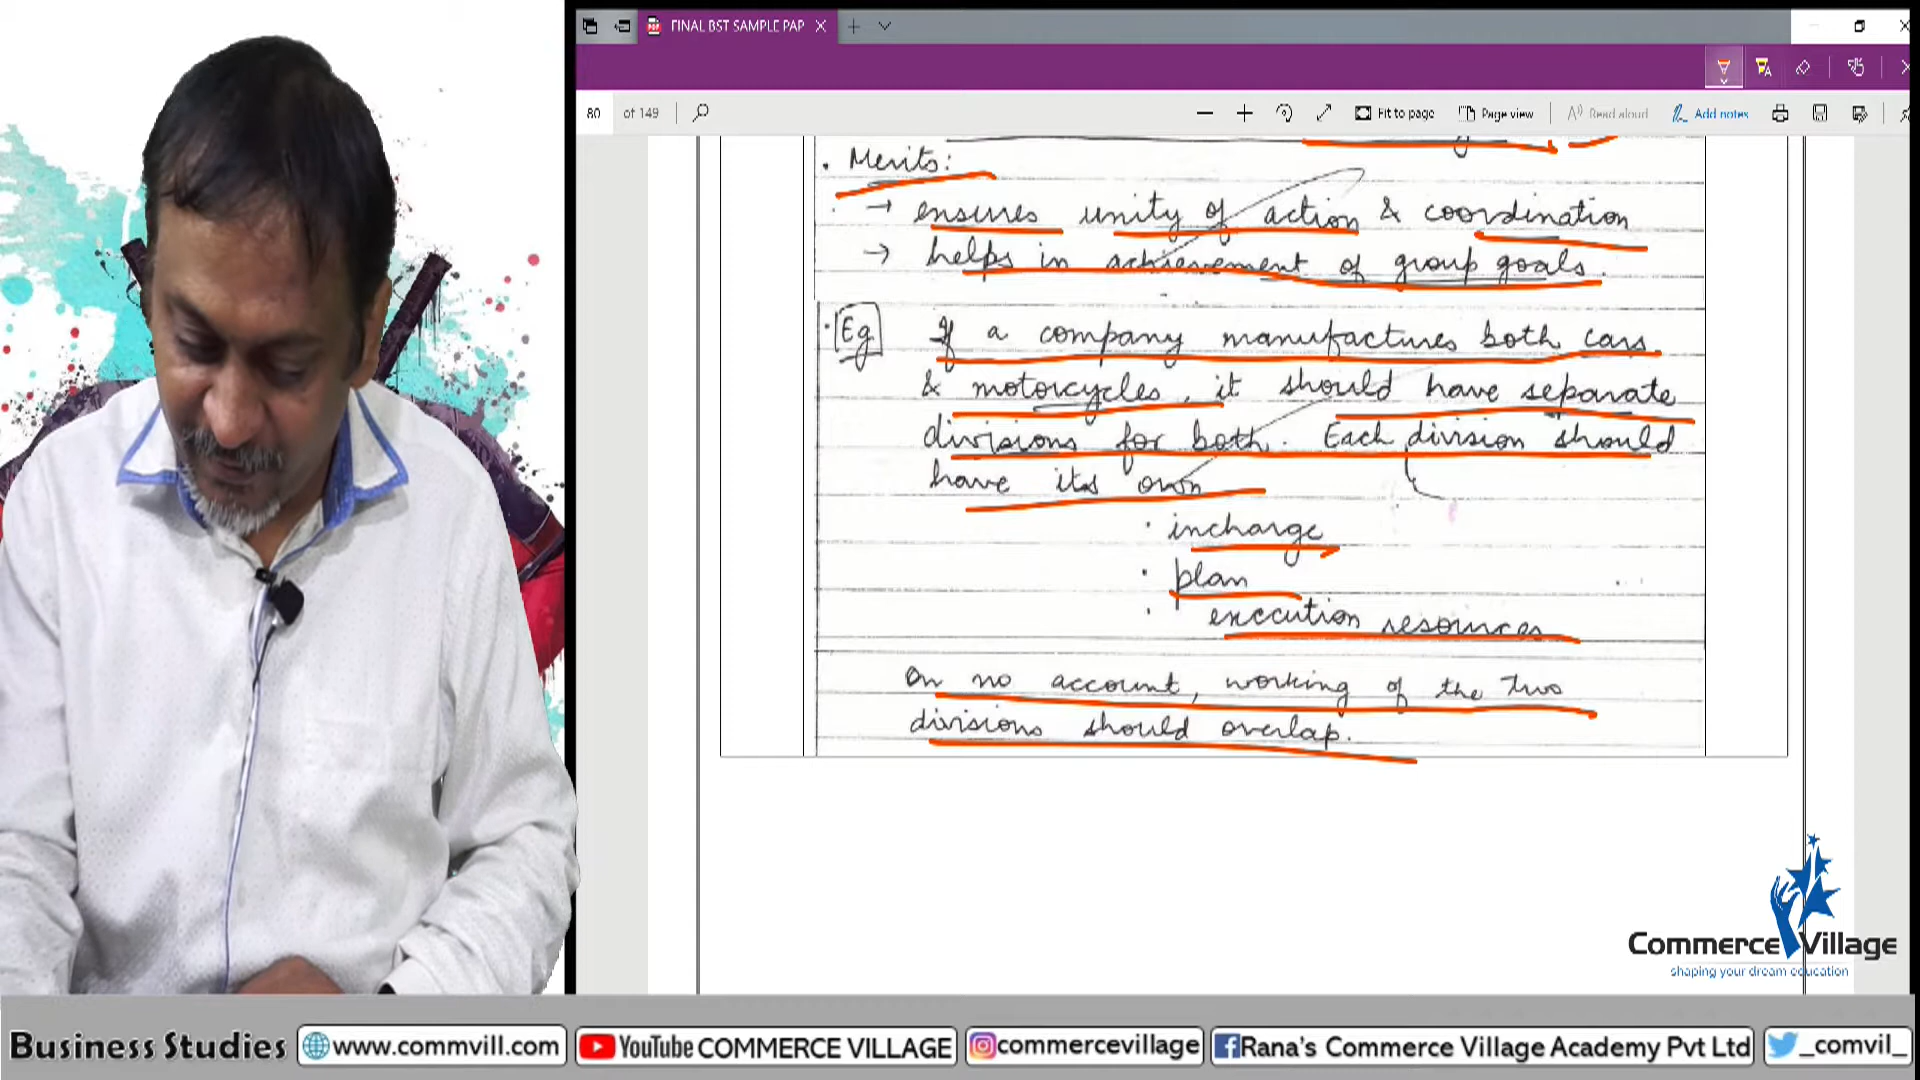 FINAL BST SAMPLE PAP
80 of 149
Fit to page
Page view
Read aloud
Add notes
. Merits:
→ ensures unity of action & coordination
→ helps in achievement of group goals.
. Eg If a company manufactures both cars
& motorcycles, it should have separate
divisions for both. Each division should
have its own
· incharge
· plan
· execution resources
On no account, working of the two
divisions should overlap.
Commerce Village
shaping your dream education
Business Studies
www.commvill.com
YouTube COMMERCE VILLAGE
commercevillage
Rana's Commerce Village Academy Pvt Ltd
_comvil_